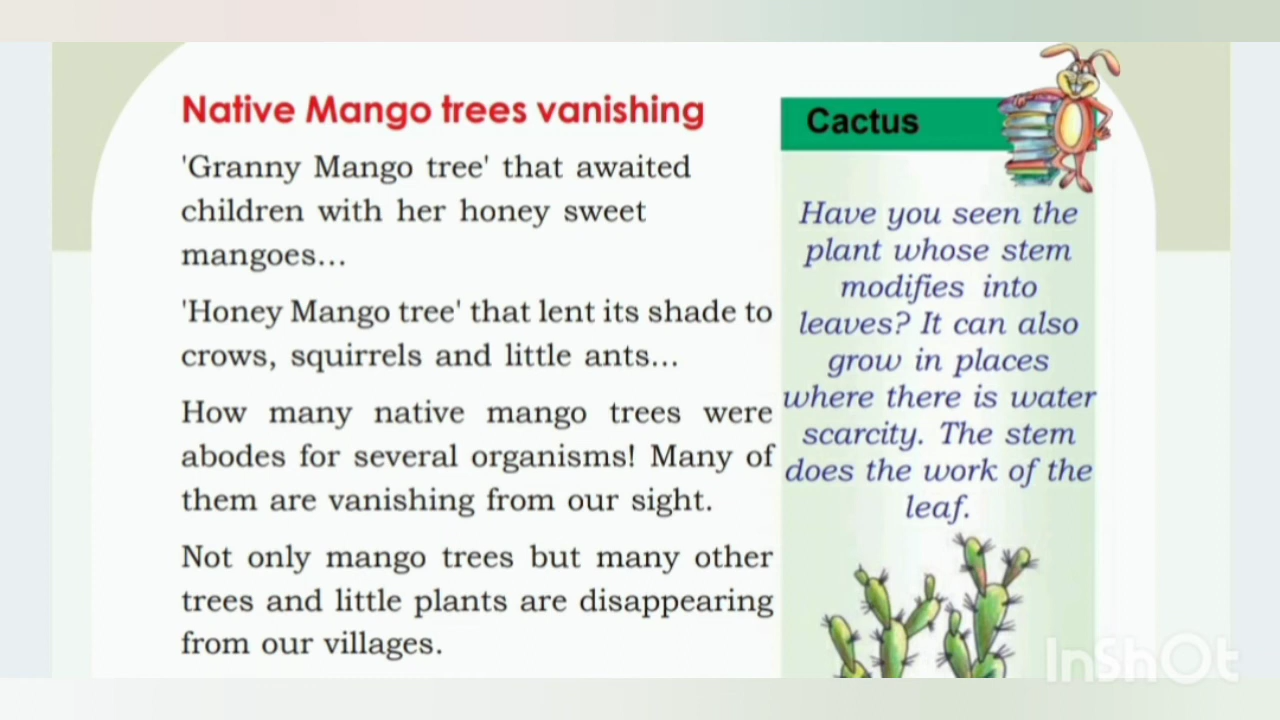 Native Mango trees vanishing
'Granny Mango tree' that awaited
children with her honey sweet
mangoes...
'Honey Mango tree' that lent its shade to
crows, squirrels and little ants...
How many native mango trees were
abodes for several organisms! Many of
them are vanishing from our sight.
Not only mango trees but many other
trees and little plants are disappearing
from our villages.
Cactus
Have you seen the
plant whose stem
modifies into
leaves? It can also
grow in places
where there is water
scarcity. The stem
does the work of the
leaf.
InShOt